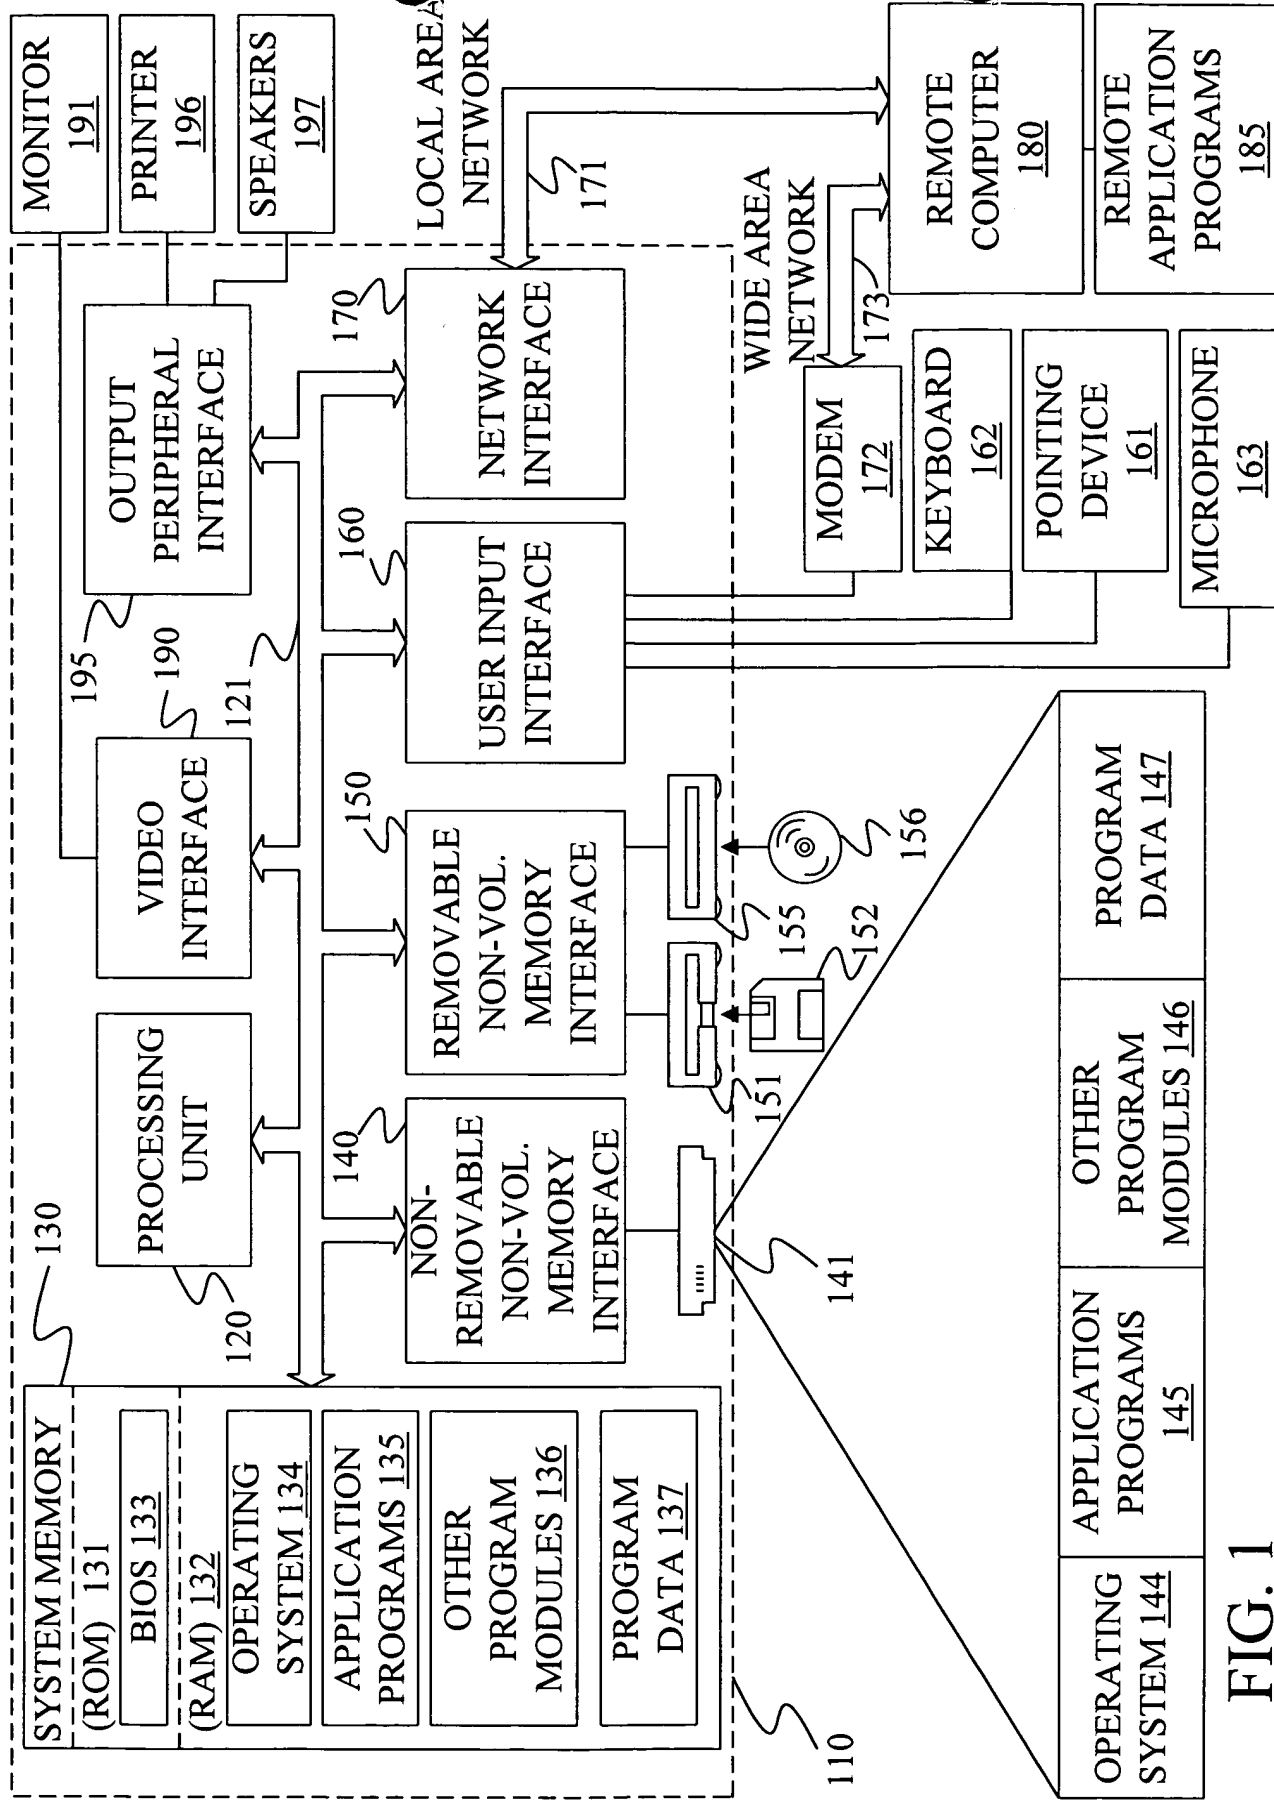 SYSTEM MEMORY
130
(ROM) 131
BIOS 133
(RAM) 132
OPERATING
SYSTEM 134
APPLICATION
PROGRAMS 135
OTHER
PROGRAM
MODULES 136
PROGRAM
DATA 137
110
PROCESSING
UNIT
120
VIDEO
INTERFACE
190
121
OUTPUT
PERIPHERAL
INTERFACE
195
MONITOR
191
PRINTER
196
SPEAKERS
197
NON-
REMOVABLE
NON-VOL.
MEMORY
INTERFACE
140
REMOVABLE
NON-VOL.
MEMORY
INTERFACE
150
USER INPUT
INTERFACE
160
NETWORK
INTERFACE
170
LOCAL AREA
NETWORK
171
141
151
152
155
156
WIDE AREA
NETWORK
173
MODEM
172
KEYBOARD
162
POINTING
DEVICE
161
MICROPHONE
163
REMOTE
COMPUTER
180
REMOTE
APPLICATION
PROGRAMS
185
OPERATING
SYSTEM 144
APPLICATION
PROGRAMS
145
OTHER
PROGRAM
MODULES 146
PROGRAM
DATA 147
FIG. 1